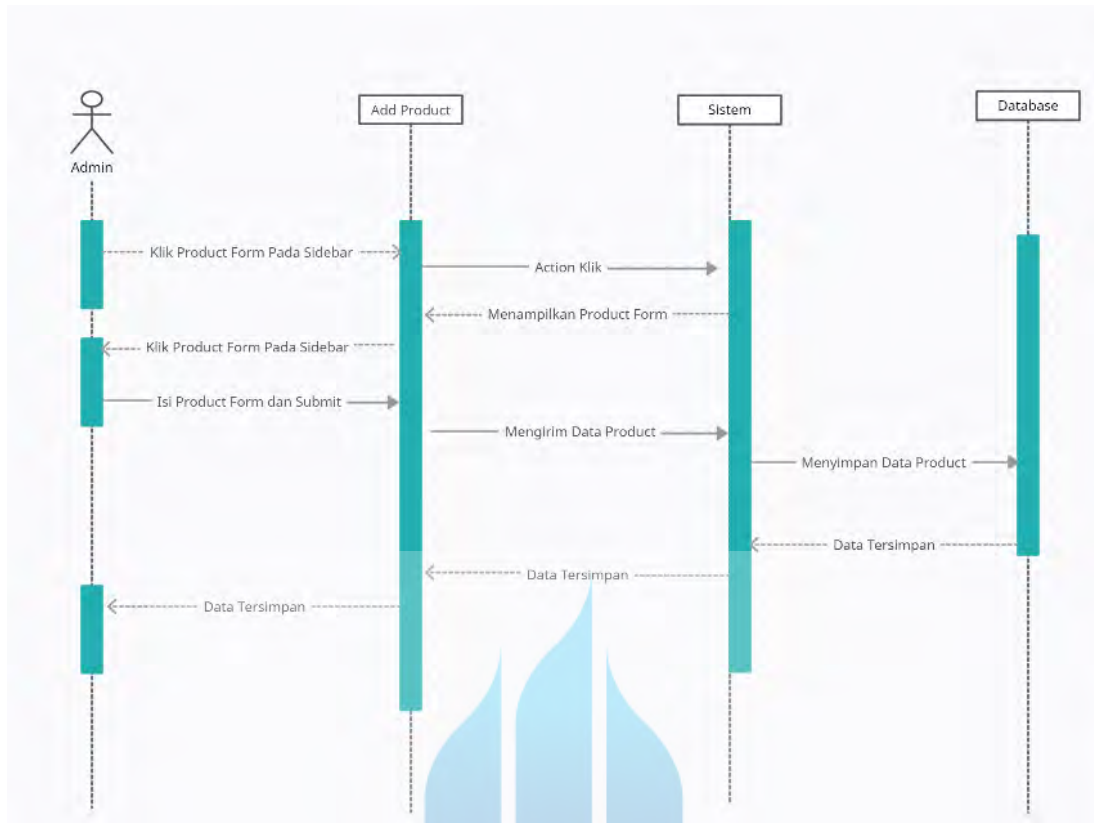 Add Product
Sistem
Database
Admin
Klik Product Form Pada Sidebar
Action Klik
Menampilkan Product Form
Klik Product Form Pada Sidebar
Isi Product Form dan Submit
Mengirim Data Product
Menyimpan Data Product
Data Tersimpan
Data Tersimpan
Data Tersimpan